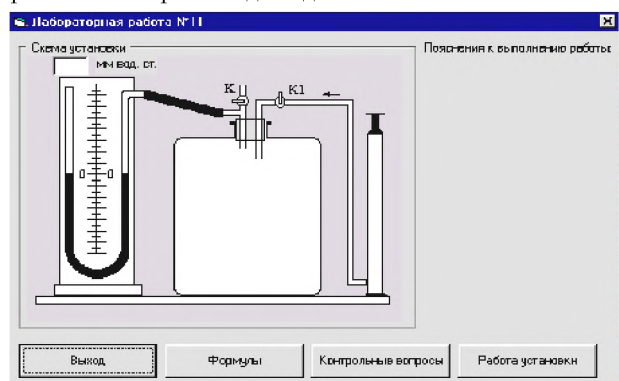 Лабораторная работа №11
Схема установки
Пояснения к выполнению работы:
мм вод. ст.
К
К1
0 0
Выход
Формулы
Контрольные вопросы
Работа установки